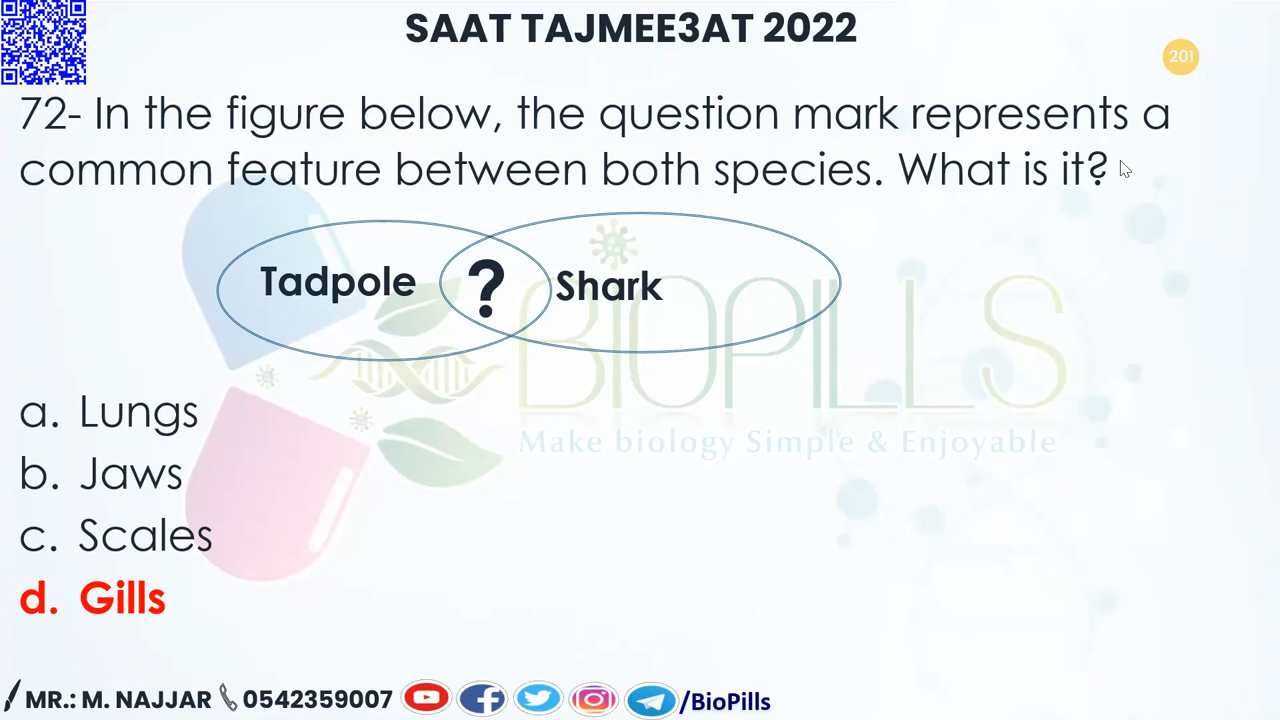 SAAT TAJMEE3AT 2022
201
72- In the figure below, the question mark represents a
common feature between both species. What is it?
Tadpole ? Shark
BIOPILLS
Make biology Simple & Enjoyable
a. Lungs
b. Jaws
c. Scales
d. Gills
MR.: M. NAJJAR 0542359007 /BioPills